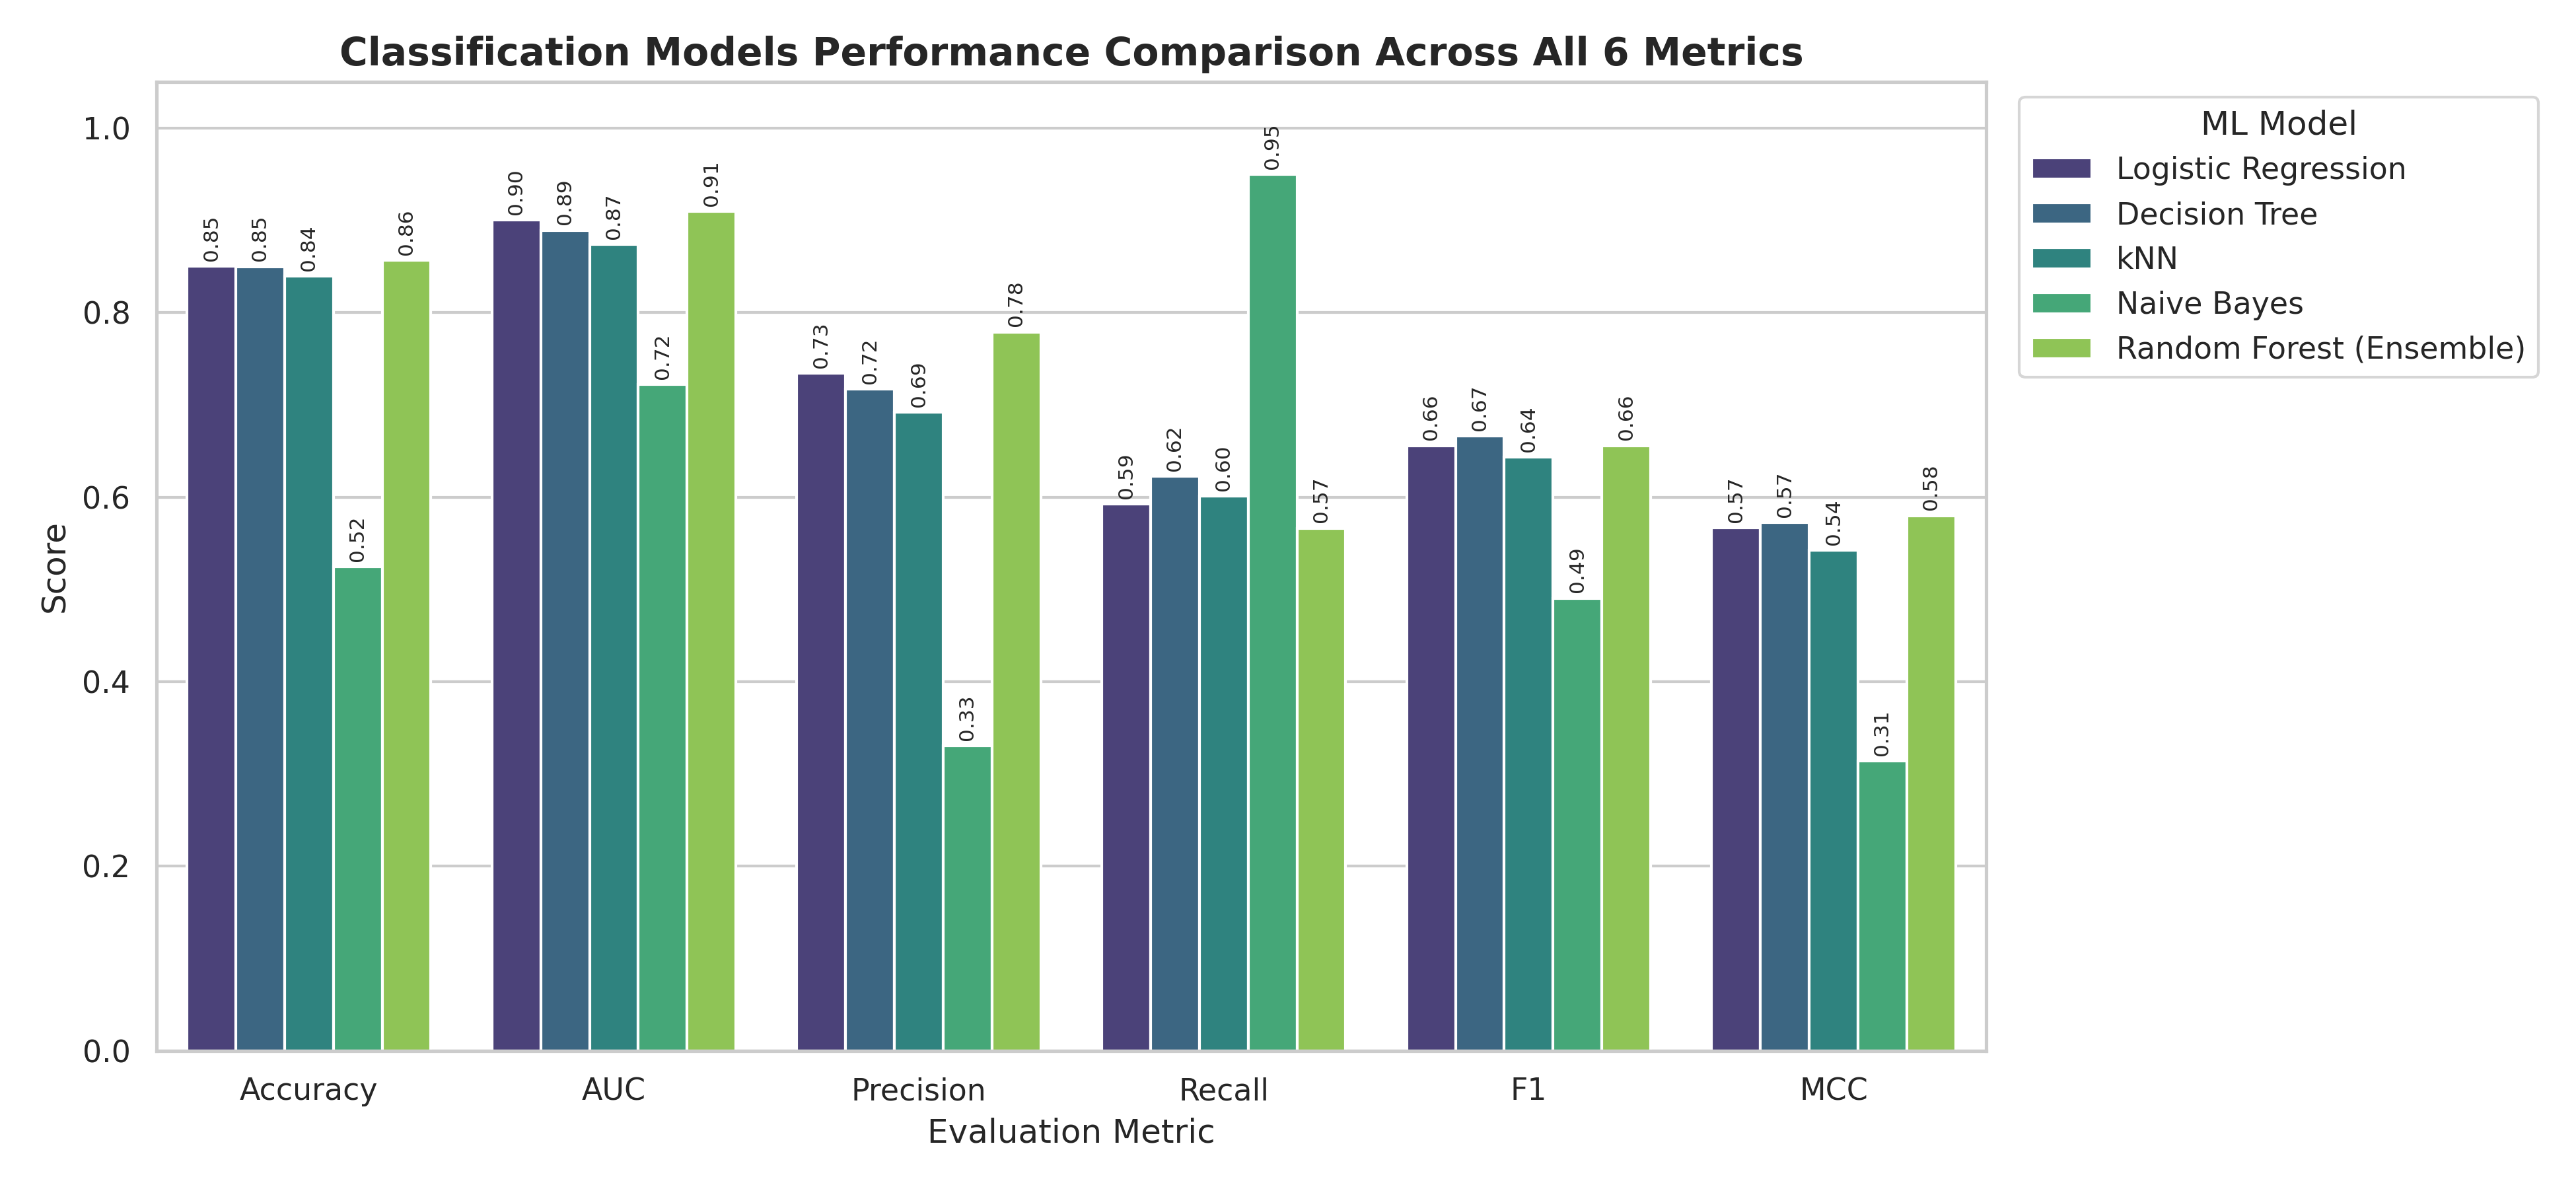 Classification Models Performance Comparison Across All 6 Metrics
ML Model
Logistic Regression
Decision Tree
kNN
Naive Bayes
Random Forest (Ensemble)
Score
1.0
0.8
0.6
0.4
0.2
0.0
0.85
0.85
0.84
0.52
0.86
0.90
0.89
0.87
0.72
0.91
0.73
0.72
0.69
0.33
0.78
0.59
0.62
0.60
0.95
0.57
0.66
0.67
0.64
0.49
0.66
0.57
0.57
0.54
0.31
0.58
Accuracy
AUC
Precision
Recall
F1
MCC
Evaluation Metric